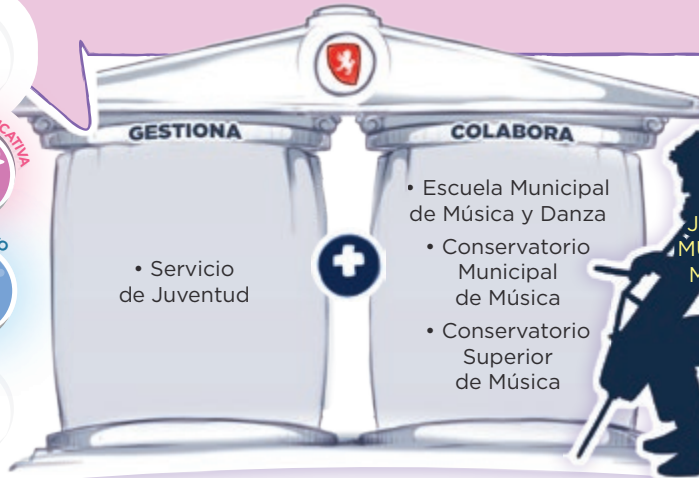 GESTIONA
• Servicio
de Juventud
COLABORA
• Escuela Municipal
de Música y Danza
• Conservatorio
Municipal
de Música
• Conservatorio
Superior
de Música